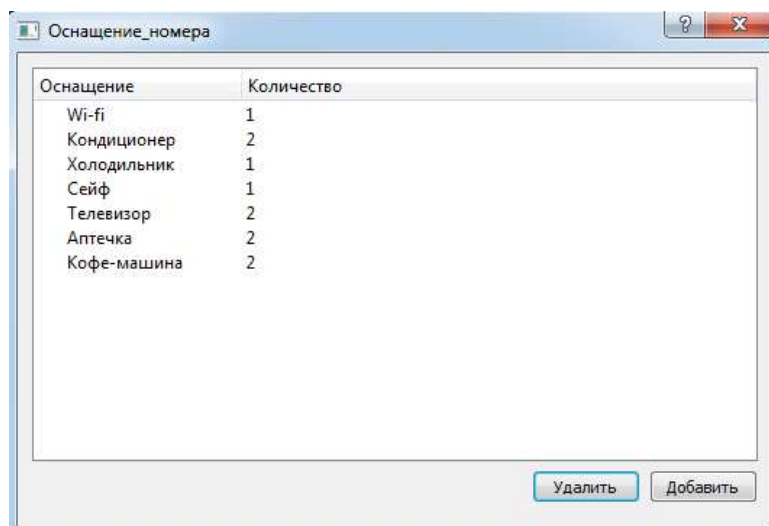 Оснащение_номера
Оснащение Количество
Wi-fi 1
Кондиционер 2
Холодильник 1
Сейф 1
Телевизор 2
Аптечка 2
Кофе-машина 2
Удалить Добавить